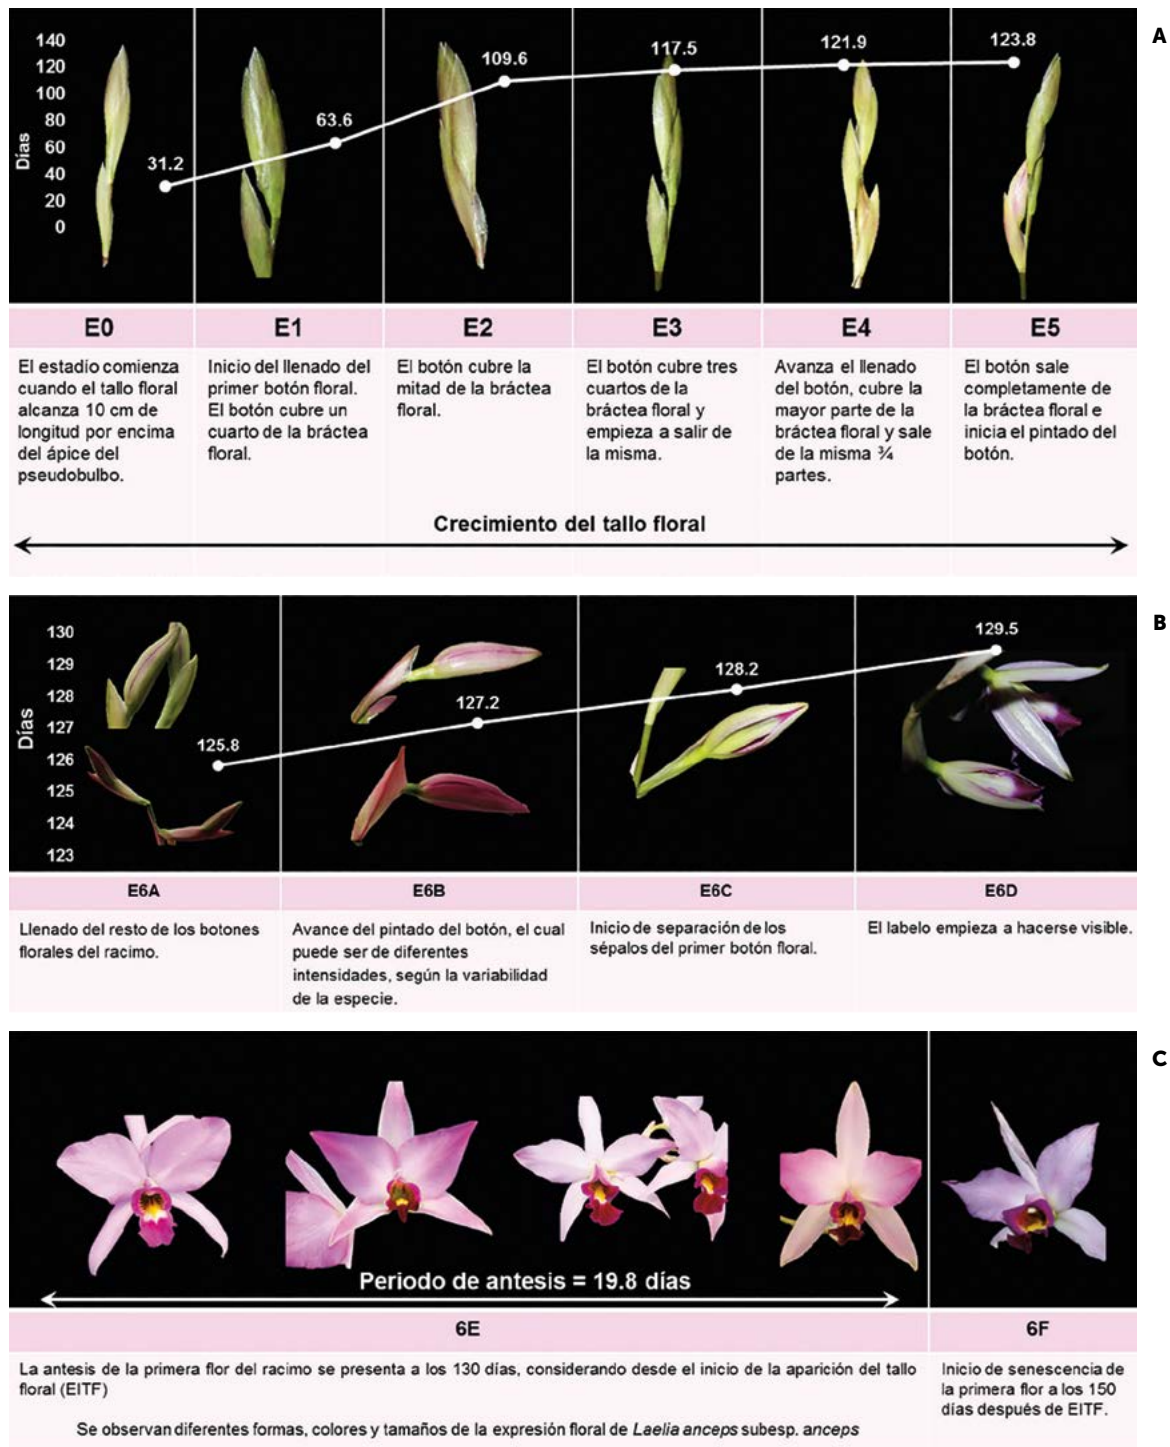 A
140
120
100
80
60
40
20
0
Días
31.2
63.6
109.6
117.5
121.9
123.8
E0
E1
E2
E3
E4
E5
El estadío comienza
cuando el tallo floral
alcanza 10 cm de
longitud por encima
del ápice del
pseudobulbo.
Inicio del llenado del
primer botón floral.
El botón cubre un
cuarto de la bráctea
floral.
El botón cubre la
mitad de la bráctea
floral.
El botón cubre tres
cuartos de la
bráctea floral y
empieza a salir de
la misma.
Avanza el llenado
del botón, cubre la
mayor parte de la
bráctea floral y sale
de la misma ¾
partes.
El botón sale
completamente de
la bráctea floral e
inicia el pintado del
botón.
Crecimiento del tallo floral
B
130
129
128
127
126
125
124
123
Días
125.8
127.2
128.2
129.5
E6A
E6B
E6C
E6D
Llenado del resto de los botones
florales del racimo.
Avance del pintado del botón, el cual
puede ser de diferentes
intensidades, según la variabilidad
de la especie.
Inicio de separación de los
sépalos del primer botón floral.
El labelo empieza a hacerse visible.
C
Periodo de antesis = 19.8 días
6E
6F
La antesis de la primera flor del racimo se presenta a los 130 días, considerando desde el inicio de la aparición del tallo
floral (EITF)
Se observan diferentes formas, colores y tamaños de la expresión floral de Laelia anceps subesp. anceps
Inicio de senescencia de
la primera flor a los 150
días después de EITF.